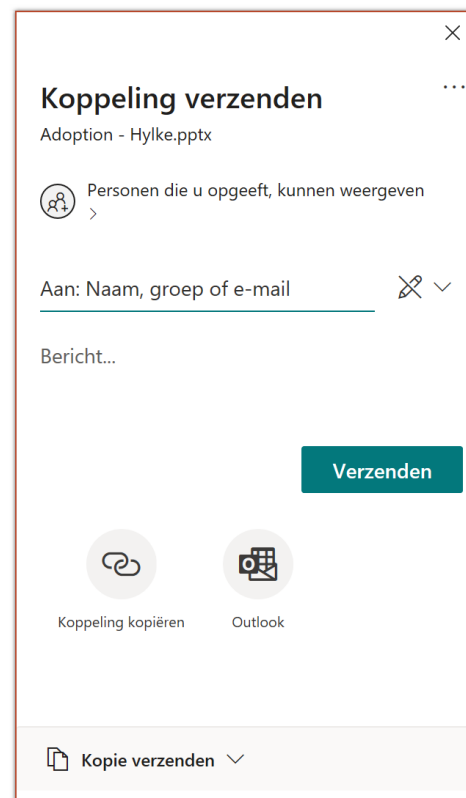 Koppeling verzenden
Adoption - Hylke.pptx
Personen die u opgeeft, kunnen weergeven
Aan: Naam, groep of e-mail
Bericht...
Verzenden
Koppeling kopiëren
Outlook
Kopie verzenden